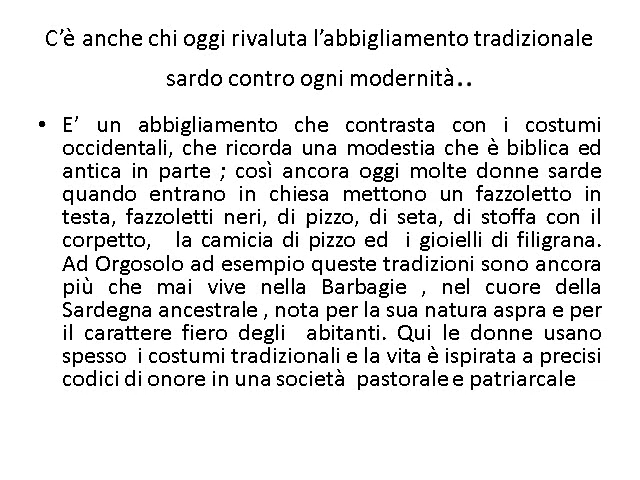 C’è anche chi oggi rivaluta l’abbigliamento tradizionale
sardo contro ogni modernità..
• E’ un abbigliamento che contrasta con i costumi
occidentali, che ricorda una modestia che è biblica ed
antica in parte ; così ancora oggi molte donne sarde
quando entrano in chiesa mettono un fazzoletto in
testa, fazzoletti neri, di pizzo, di seta, di stoffa con il
corpetto, la camicia di pizzo ed i gioielli di filigrana.
Ad Orgosolo ad esempio queste tradizioni sono ancora
più che mai vive nella Barbagie , nel cuore della
Sardegna ancestrale , nota per la sua natura aspra e per
il carattere fiero degli abitanti. Qui le donne usano
spesso i costumi tradizionali e la vita è ispirata a precisi
codici di onore in una società pastorale e patriarcale